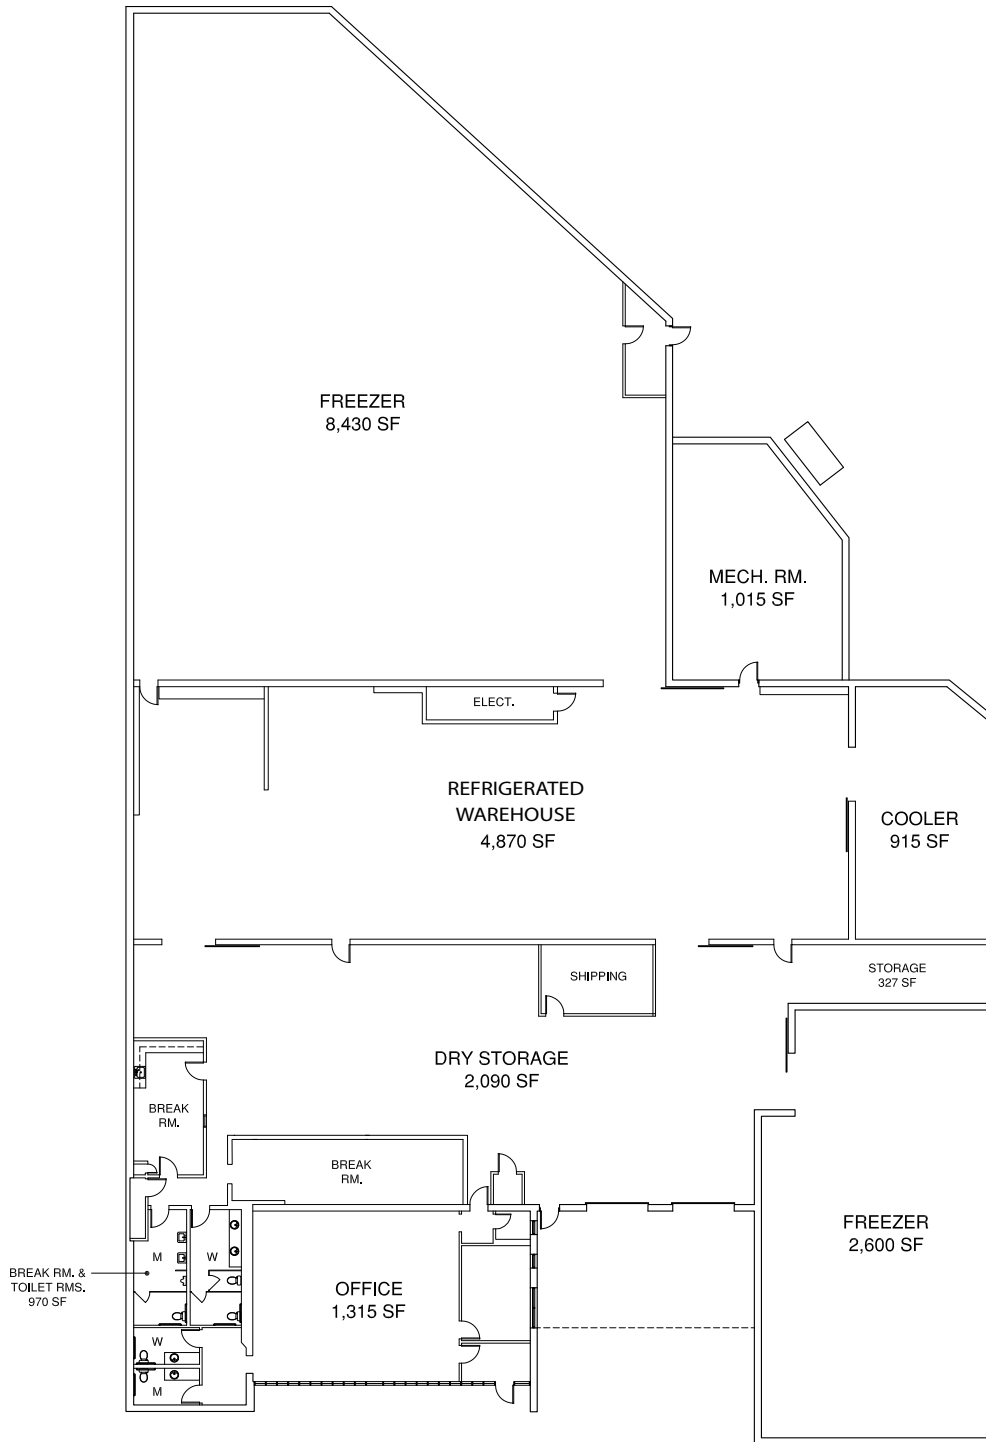 FREEZER
8,430 SF
MECH. RM.
1,015 SF
ELECT.
REFRIGERATED
WAREHOUSE
4,870 SF
COOLER
915 SF
SHIPPING
STORAGE
327 SF
DRY STORAGE
2,090 SF
BREAK
RM.
BREAK
RM.
FREEZER
2,600 SF
M
W
BREAK RM. &
TOILET RMS.
970 SF
OFFICE
1,315 SF
W
M